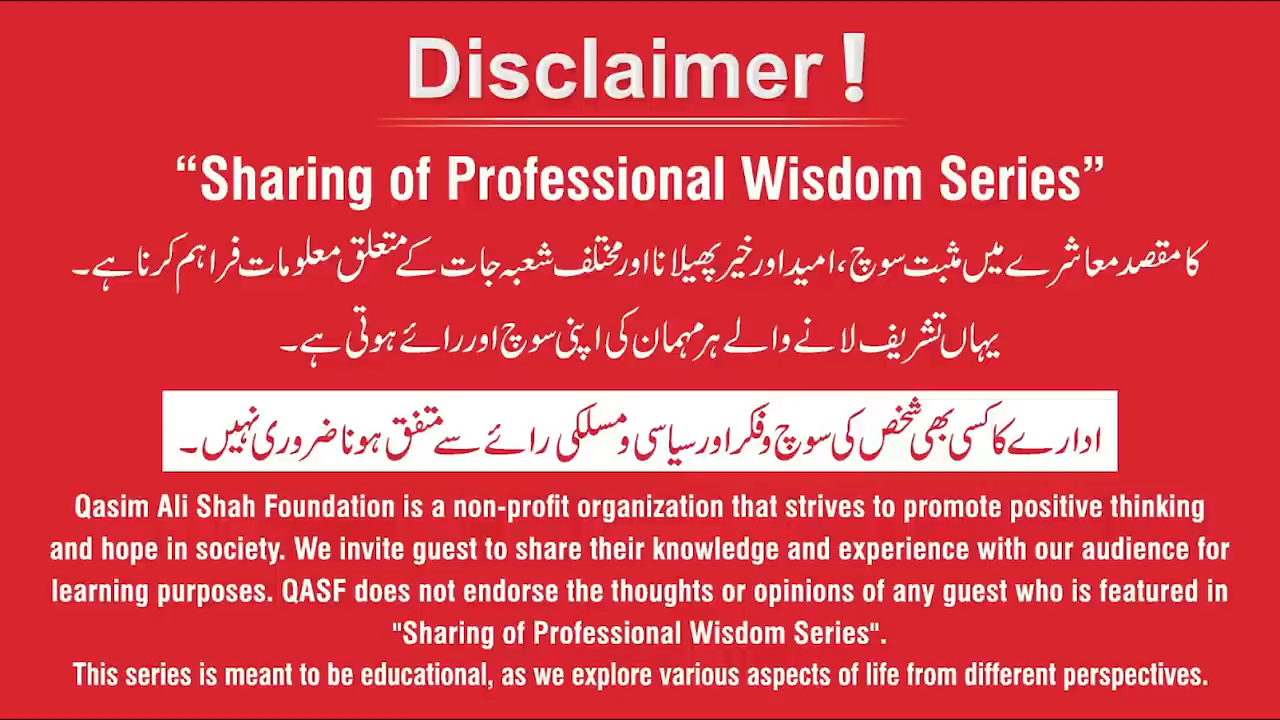 Disclaimer!
“Sharing of Professional Wisdom Series”
کا مقصد معاشرے میں مثبت سوچ، امید اور خیر پھیلانا اور مختلف شعبہ جات کے متعلق معلومات فراہم کرنا ہے۔
یہاں تشریف لانے والے ہر مہمان کی اپنی سوچ اور رائے ہوتی ہے۔
ادارے کا کسی بھی شخص کی سوچ و فکر اور سیاسی و مسلکی رائے سے متفق ہونا ضروری نہیں۔
Qasim Ali Shah Foundation is a non-profit organization that strives to promote positive thinking
and hope in society. We invite guest to share their knowledge and experience with our audience for
learning purposes. QASF does not endorse the thoughts or opinions of any guest who is featured in
"Sharing of Professional Wisdom Series".
This series is meant to be educational, as we explore various aspects of life from different perspectives.